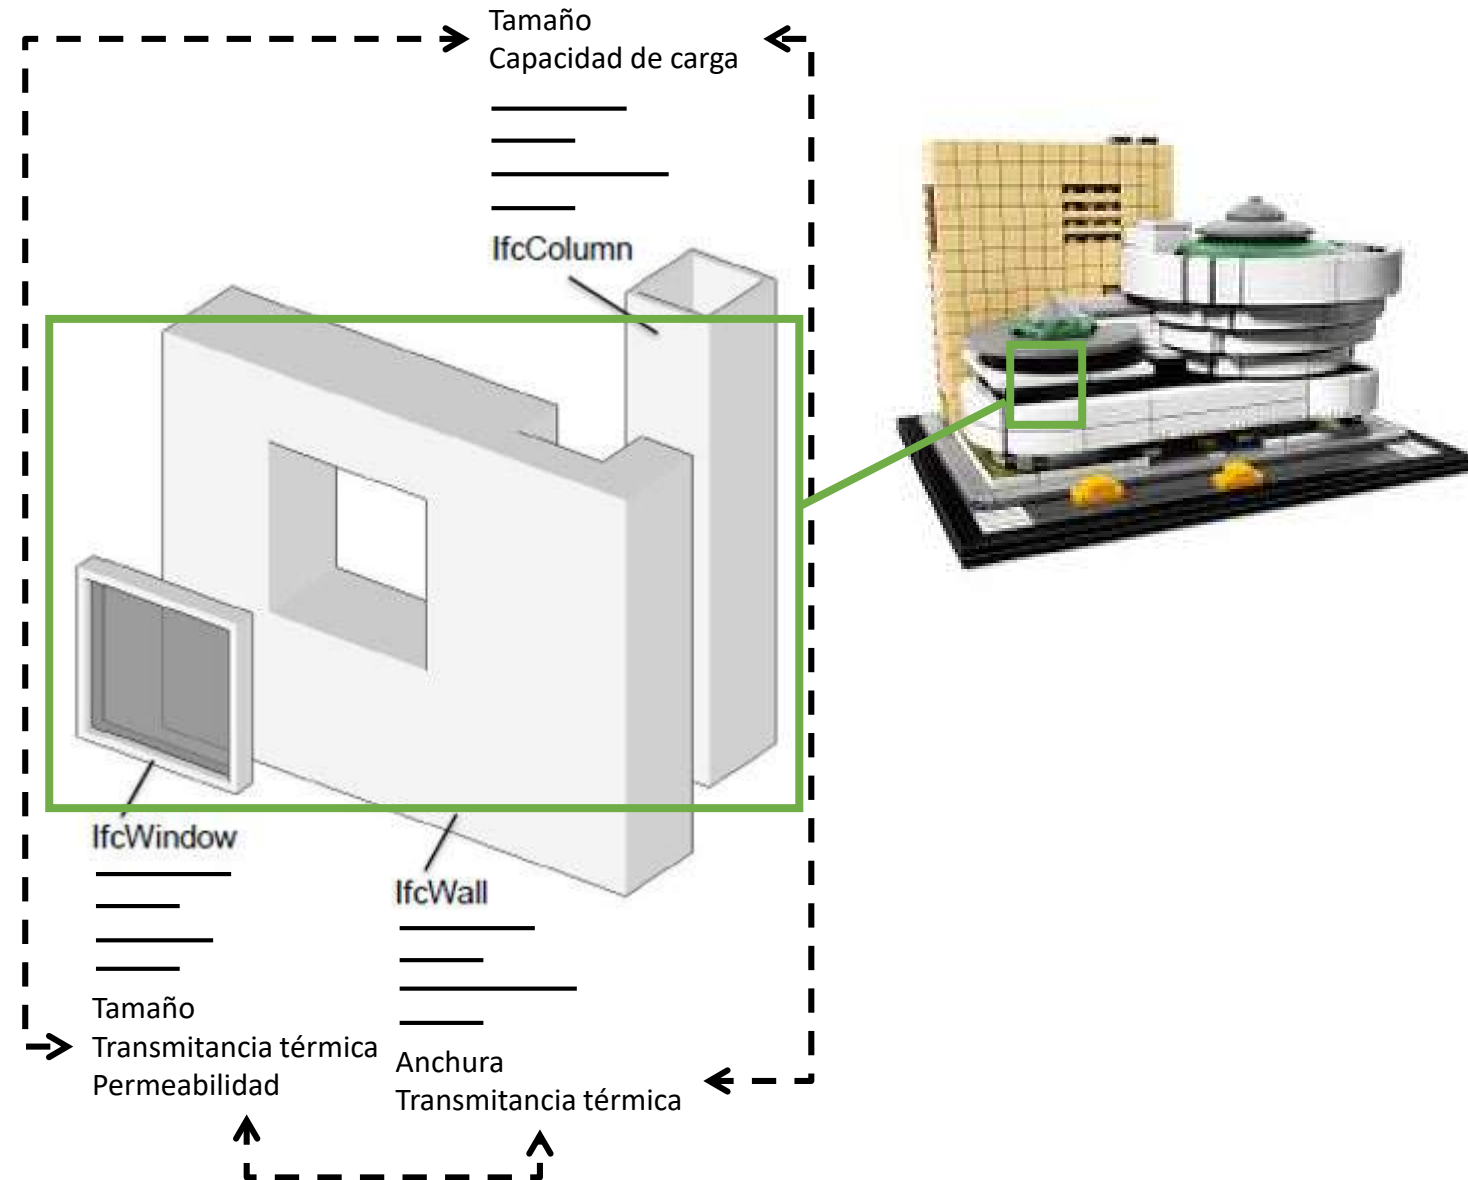 Tamaño
Capacidad de carga
IfcColumn
IfcWindow
IfcWall
Tamaño
Transmitancia térmica
Permeabilidad
Anchura
Transmitancia térmica